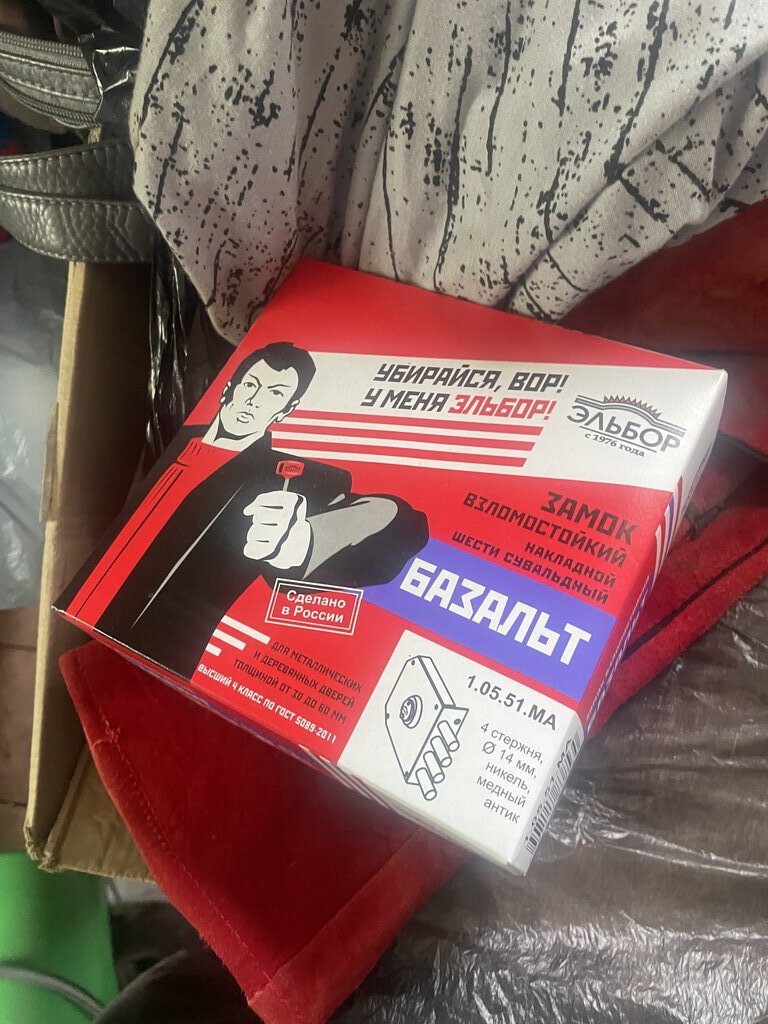 УБИРАЙСЯ, ВОР!
У МЕНЯ ЭЛЬБОР!
ЭЛЬБОР
с 1976 года
ЗАМОК
ВЗЛОМОСТОЙКИЙ
НАКЛАДНОЙ
ШЕСТИ СУВАЛЬДНЫЙ
БАЗАЛЬТ
Сделано
в России
ДЛЯ МЕТАЛЛИЧЕСКИХ
И ДЕРЕВЯННЫХ ДВЕРЕЙ
ТОЛЩИНОЙ ОТ 30 ДО 60 ММ
ВЫСШИЙ 4 КЛАСС ПО ГОСТ 5089-2011
1.05.51.МА
4 стержня,
Ø 14 мм,
никель,
медный
антик